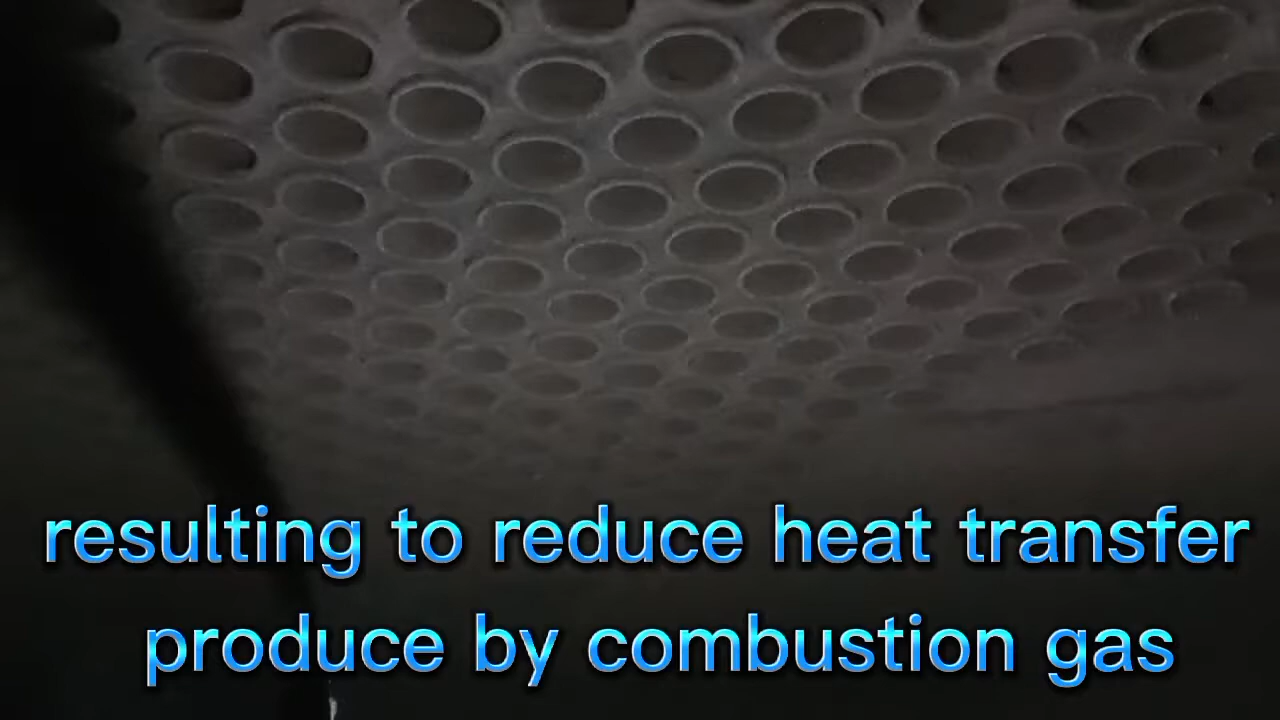 resulting to reduce heat transfer
produce by combustion gas